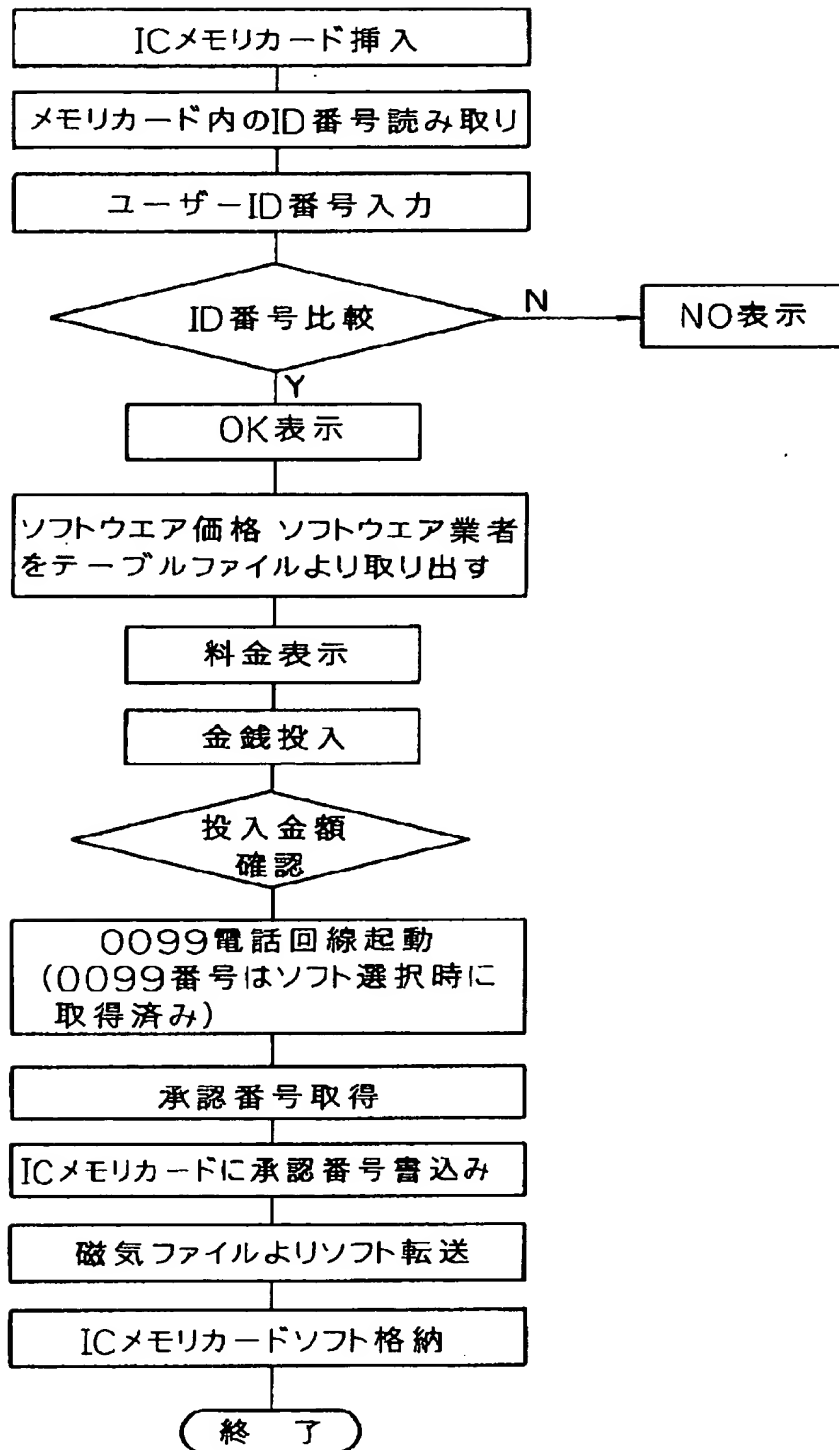 ICメモリカード挿入
メモリカード内のID番号読み取り
ユーザーID番号入力
ID番号比較
N
NO表示
Y
OK表示
ソフトウエア価格 ソフトウエア業者
をテーブルファイルより取り出す
料金表示
金銭投入
投入金額
確認
0099電話回線起動
(0099番号はソフト選択時に
取得済み)
承認番号取得
ICメモリカードに承認番号書込み
磁気ファイルよりソフト転送
ICメモリカードソフト格納
終 了